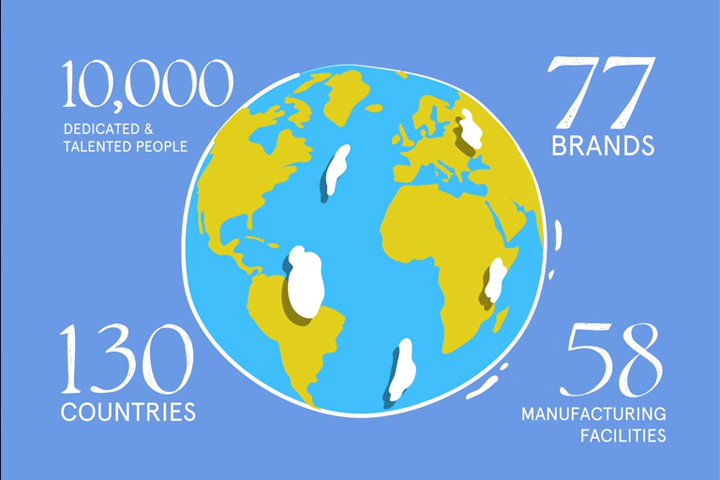 10,000
DEDICATED &
TALENTED PEOPLE
77
BRANDS
130
COUNTRIES
58
MANUFACTURING
FACILITIES